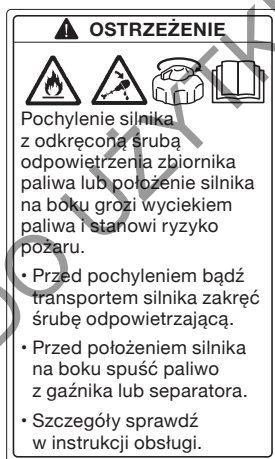 OSTRZEŻENIE
Pochylenie silnika
z odkręconą śrubą
odpowietrzenia zbiornika
paliwa lub położenie silnika
na boku grozi wyciekiem
paliwa i stanowi ryzyko
pożaru.
• Przed pochyleniem bądź
transportem silnika zakręć
śrubę odpowietrzającą.
• Przed położeniem silnika
na boku spuść paliwo
z gaźnika lub separatora.
• Szczegóły sprawdź
w instrukcji obsługi.
DO UŻYTK